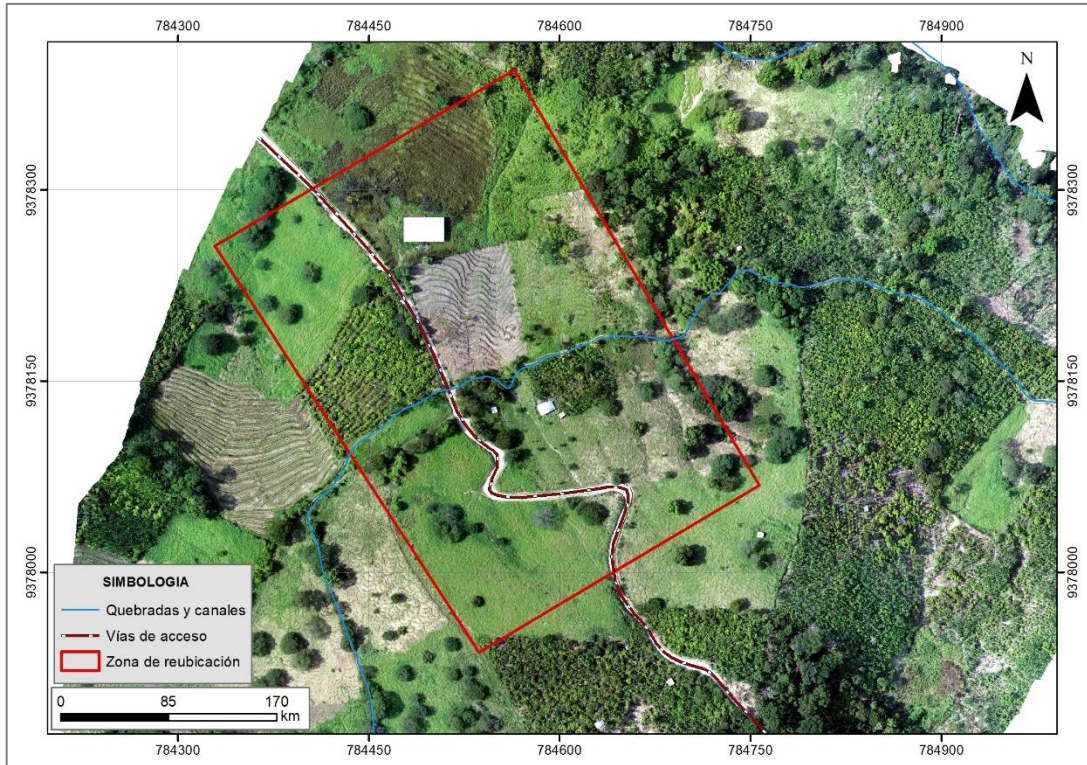 784300 784450 784600 784750 784900
N
9378300 9378300
9378150 9378150
9378000 9378000
SIMBOLOGIA
Quebradas y canales
Vías de acceso
Zona de reubicación
0 85 170
km
784300 784450 784600 784750 784900